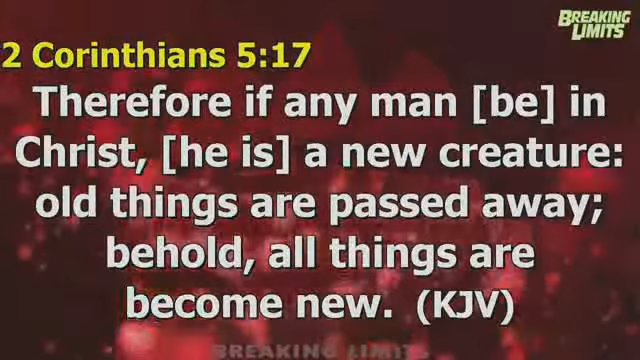 BREAKING
LIMITS
2 Corinthians 5:17
Therefore if any man [be] in
Christ, [he is] a new creature:
old things are passed away;
behold, all things are
become new. (KJV)
BREAKING LIMITS